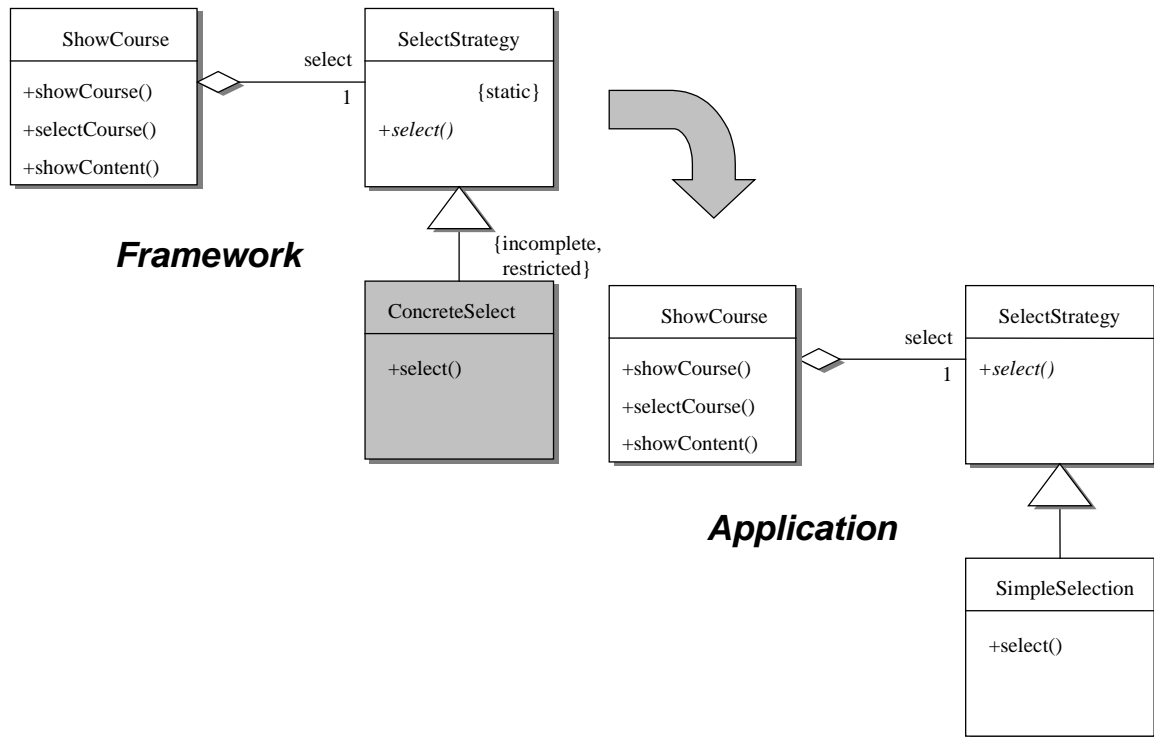 ShowCourse
+showCourse()
+selectCourse()
+showContent()
select
1
SelectStrategy
{static}
+select()
Framework
{incomplete,
restricted}
ConcreteSelect
+select()
ShowCourse
+showCourse()
+selectCourse()
+showContent()
select
1
SelectStrategy
+select()
Application
SimpleSelection
+select()